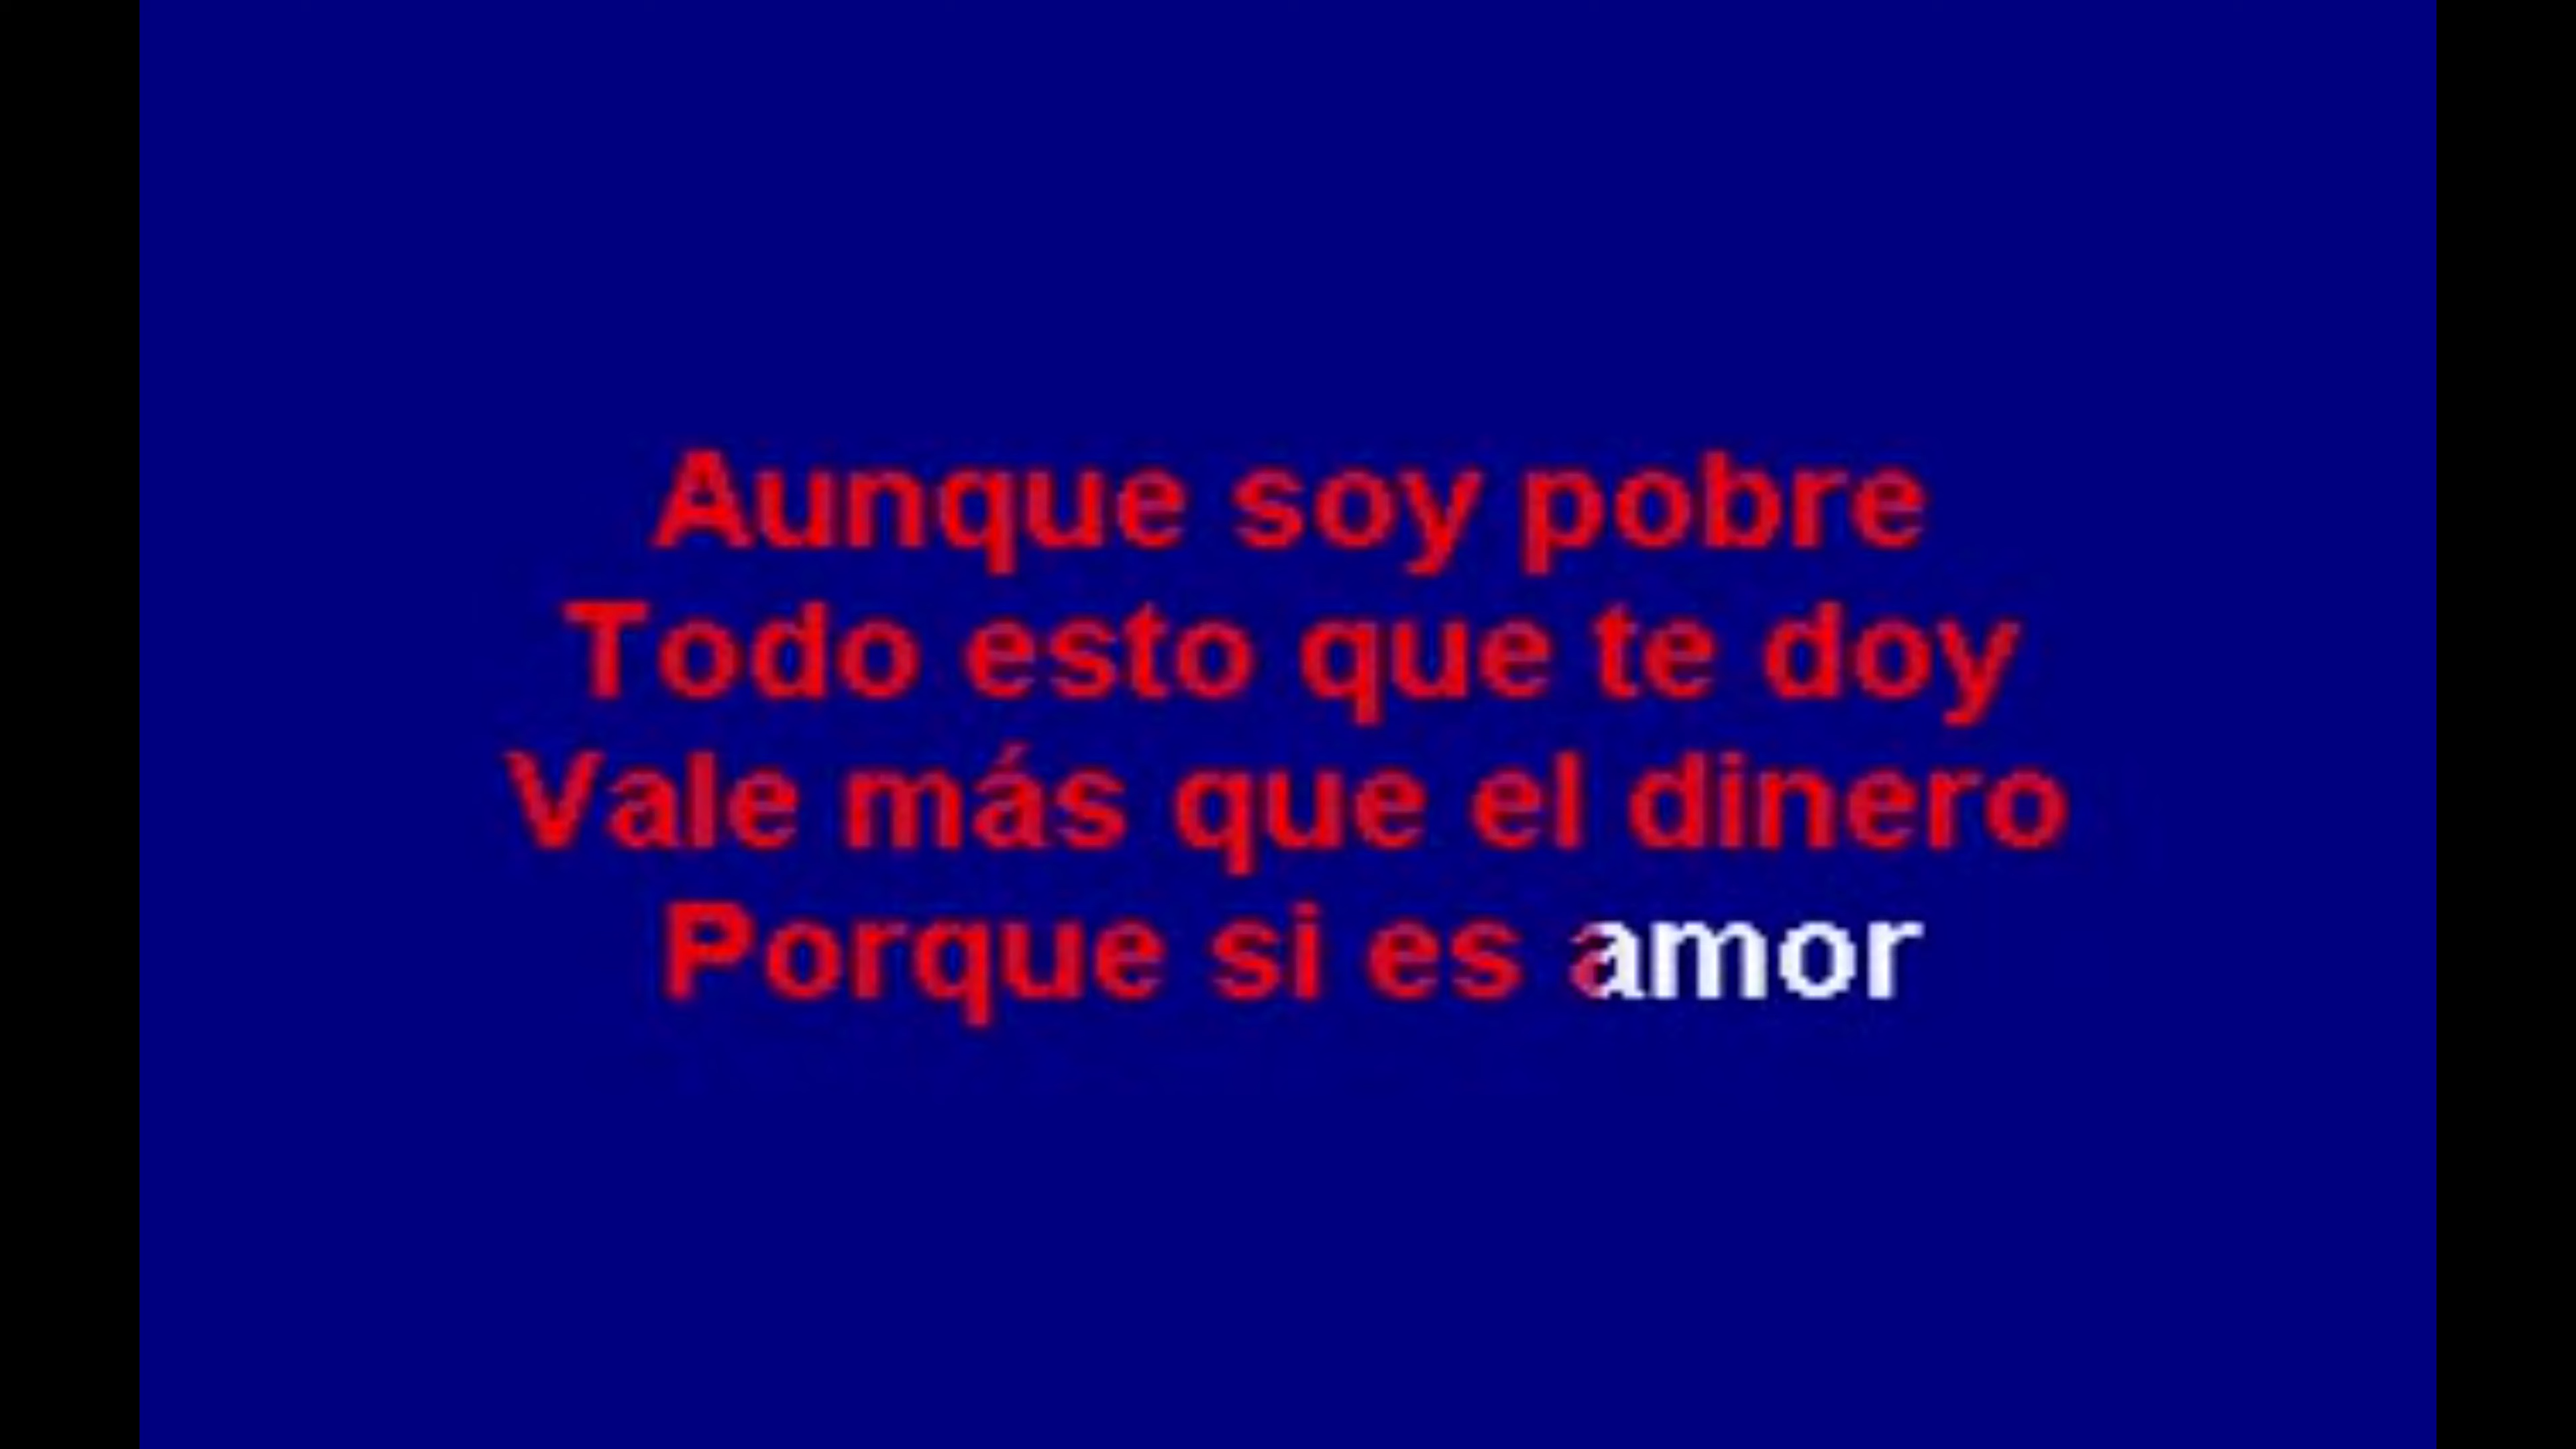 Aunque soy pobre
Todo esto que te doy
Vale más que el dinero
Porque si es amor